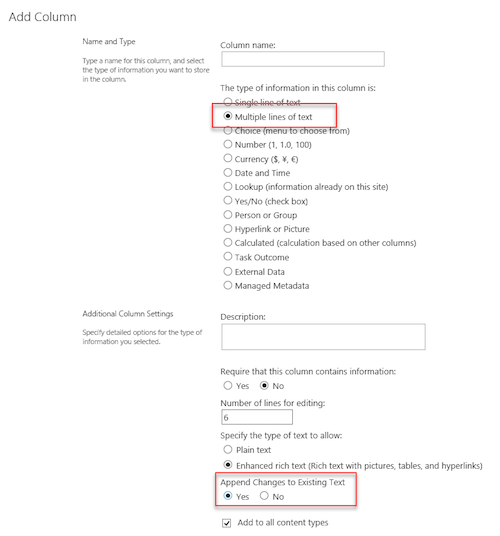 Add Column
Name and Type
Type a name for this column, and select
the type of information you want to store
in the column.
Column name:
The type of information in this column is:
Single line of text
Multiple lines of text
Choice (menu to choose from)
Number (1, 1.0, 100)
Currency ($, ¥, €)
Date and Time
Lookup (information already on this site)
Yes/No (check box)
Person or Group
Hyperlink or Picture
Calculated (calculation based on other columns)
Task Outcome
External Data
Managed Metadata
Additional Column Settings
Specify detailed options for the type of
information you selected.
Description:
Require that this column contains information:
Yes No
Number of lines for editing:
6
Specify the type of text to allow:
Plain text
Enhanced rich text (Rich text with pictures, tables, and hyperlinks)
Append Changes to Existing Text
Yes No
Add to all content types